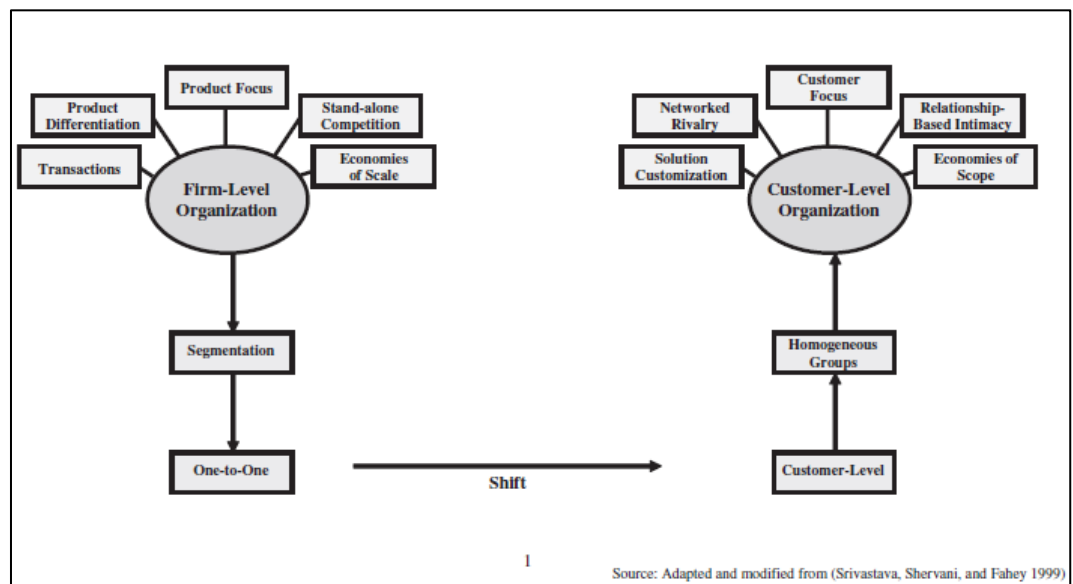 Product Focus
Product
Differentiation
Stand-alone
Competition
Transactions
Economies
of Scale
Firm-Level
Organization
Segmentation
One-to-One
Shift
Customer
Focus
Networked
Rivalry
Relationship-
Based Intimacy
Solution
Customization
Economies of
Scope
Customer-Level
Organization
Homogeneous
Groups
Customer-Level
1
Source: Adapted and modified from (Srivastava, Shervani, and Fahey 1999)